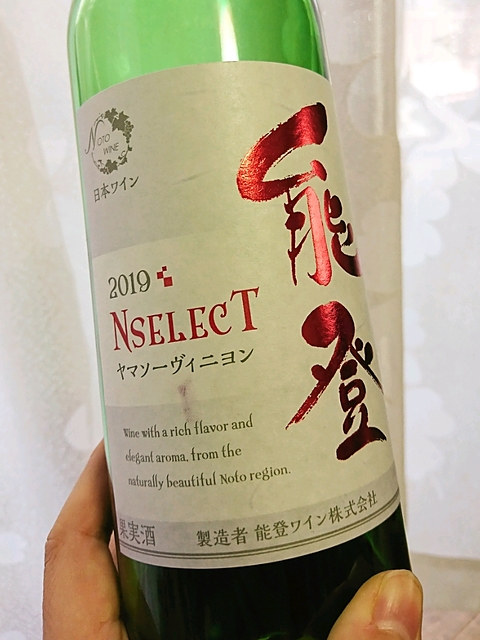 NOTO
WINE
日本ワイン
能登
2019
NSELECT
ヤマソーヴィニヨン
Wine with a rich flavor and
elegant aroma, from the
naturally beautiful Noto region.
果実酒
製造者 能登ワイン株式会社